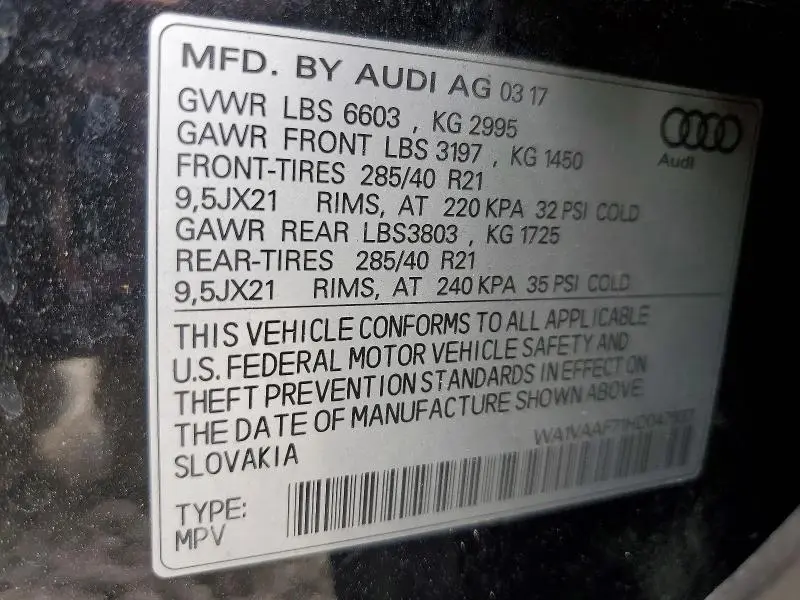 MFD. BY AUDI AG 03 17
GVWR LBS 6603 , KG 2995
GAWR FRONT LBS 3197 , KG 1450
FRONT-TIRES 285/40 R21
9,5JX21 RIMS, AT 220 KPA 32 PSI COLD
GAWR REAR LBS3803 , KG 1725
REAR-TIRES 285/40 R21
9,5JX21 RIMS, AT 240 KPA 35 PSI COLD
Audi
THIS VEHICLE CONFORMS TO ALL APPLICABLE
U.S. FEDERAL MOTOR VEHICLE SAFETY AND
THEFT PREVENTION STANDARDS IN EFFECT ON
THE DATE OF MANUFACTURE SHOWN ABOVE
SLOVAKIA
TYPE:
MPV